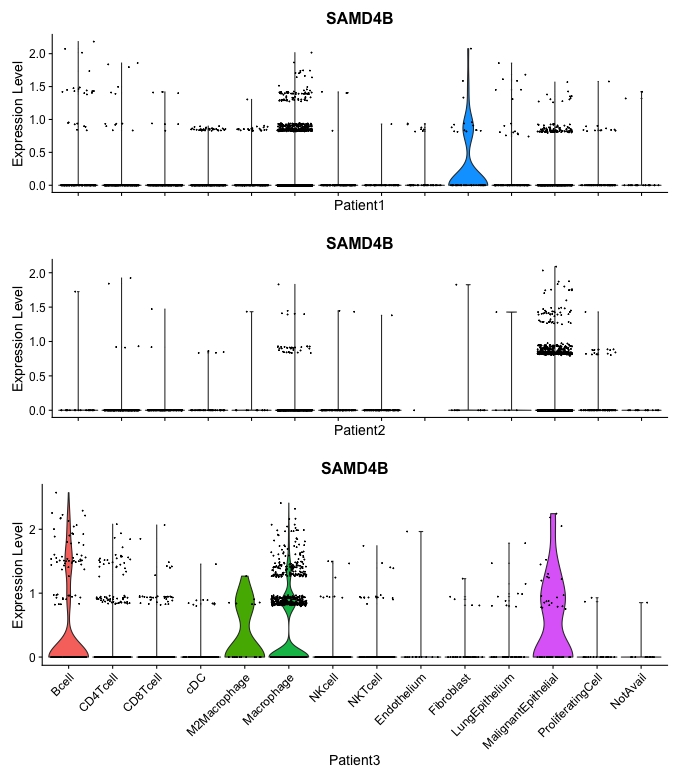 SAMD4B
Expression Level
2.0
1.5
1.0
0.5
0.0
Patient1
SAMD4B
Expression Level
2.0
1.5
1.0
0.5
0.0
Patient2
SAMD4B
Expression Level
2
1
0
Bcell
CD4Tcell
CD8Tcell
cDC
M2Macrophage
Macrophage
NKcell
NKTcell
Endothelium
Fibroblast
LungEpithelium
MalignantEpithelial
ProliferatingCell
NotAvail
Patient3